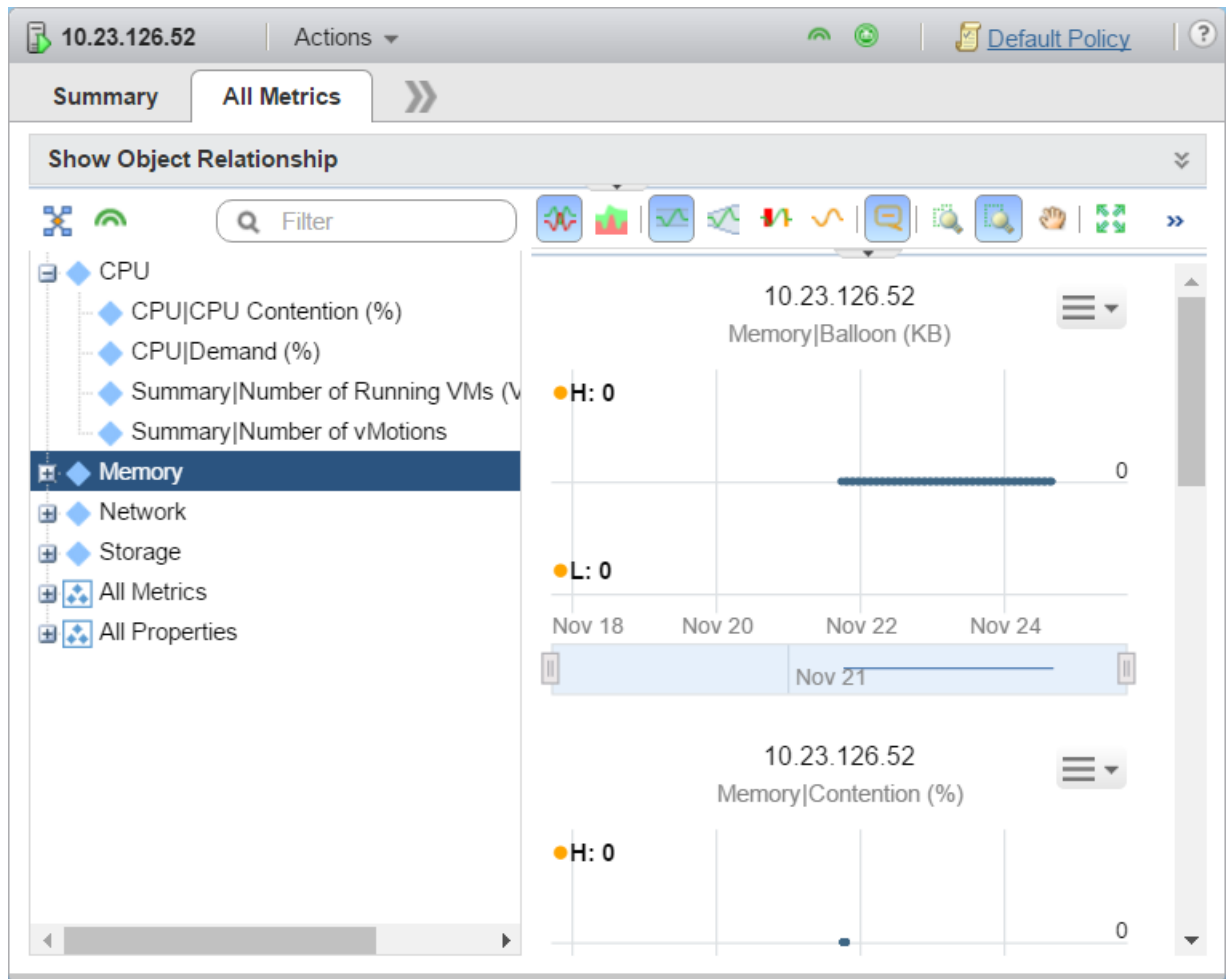 10.23.126.52
Actions
Default Policy
?
Summary
All Metrics
Show Object Relationship
Filter
CPU
CPU|CPU Contention (%)
CPU|Demand (%)
Summary|Number of Running VMs (V
Summary|Number of vMotions
Memory
Network
Storage
All Metrics
All Properties
10.23.126.52
Memory|Balloon (KB)
H: 0
0
L: 0
Nov 18 Nov 20 Nov 22 Nov 24
Nov 21
10.23.126.52
Memory|Contention (%)
H: 0
0